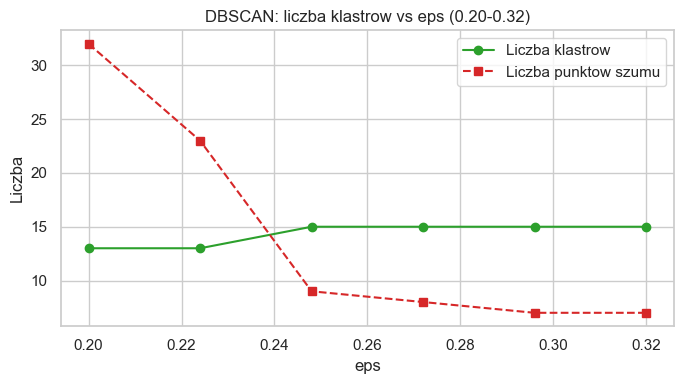 DBSCAN: liczba klastrow vs eps (0.20-0.32)
Liczba klastrow
Liczba punktow szumu
Liczba
30
25
20
15
10
0.20 0.22 0.24 0.26 0.28 0.30 0.32
eps